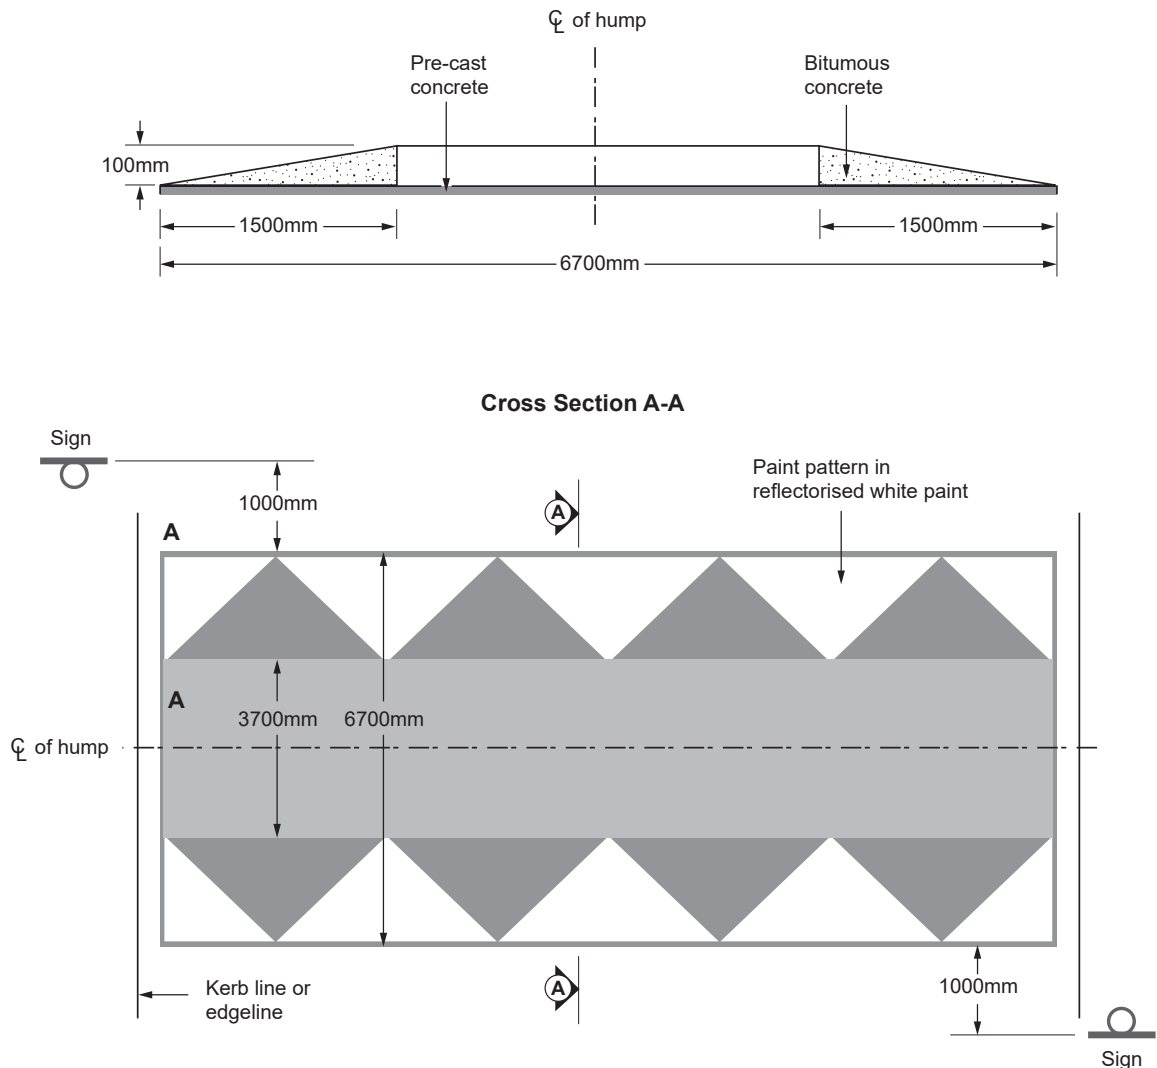 ℄ of hump
Pre-cast
concrete
Bitumous
concrete
100mm
1500mm
1500mm
6700mm
Cross Section A-A
Sign
1000mm
Paint pattern in
reflectorised white paint
A
A
A
3700mm
6700mm
℄ of hump
Kerb line or
edgeline
A
1000mm
Sign